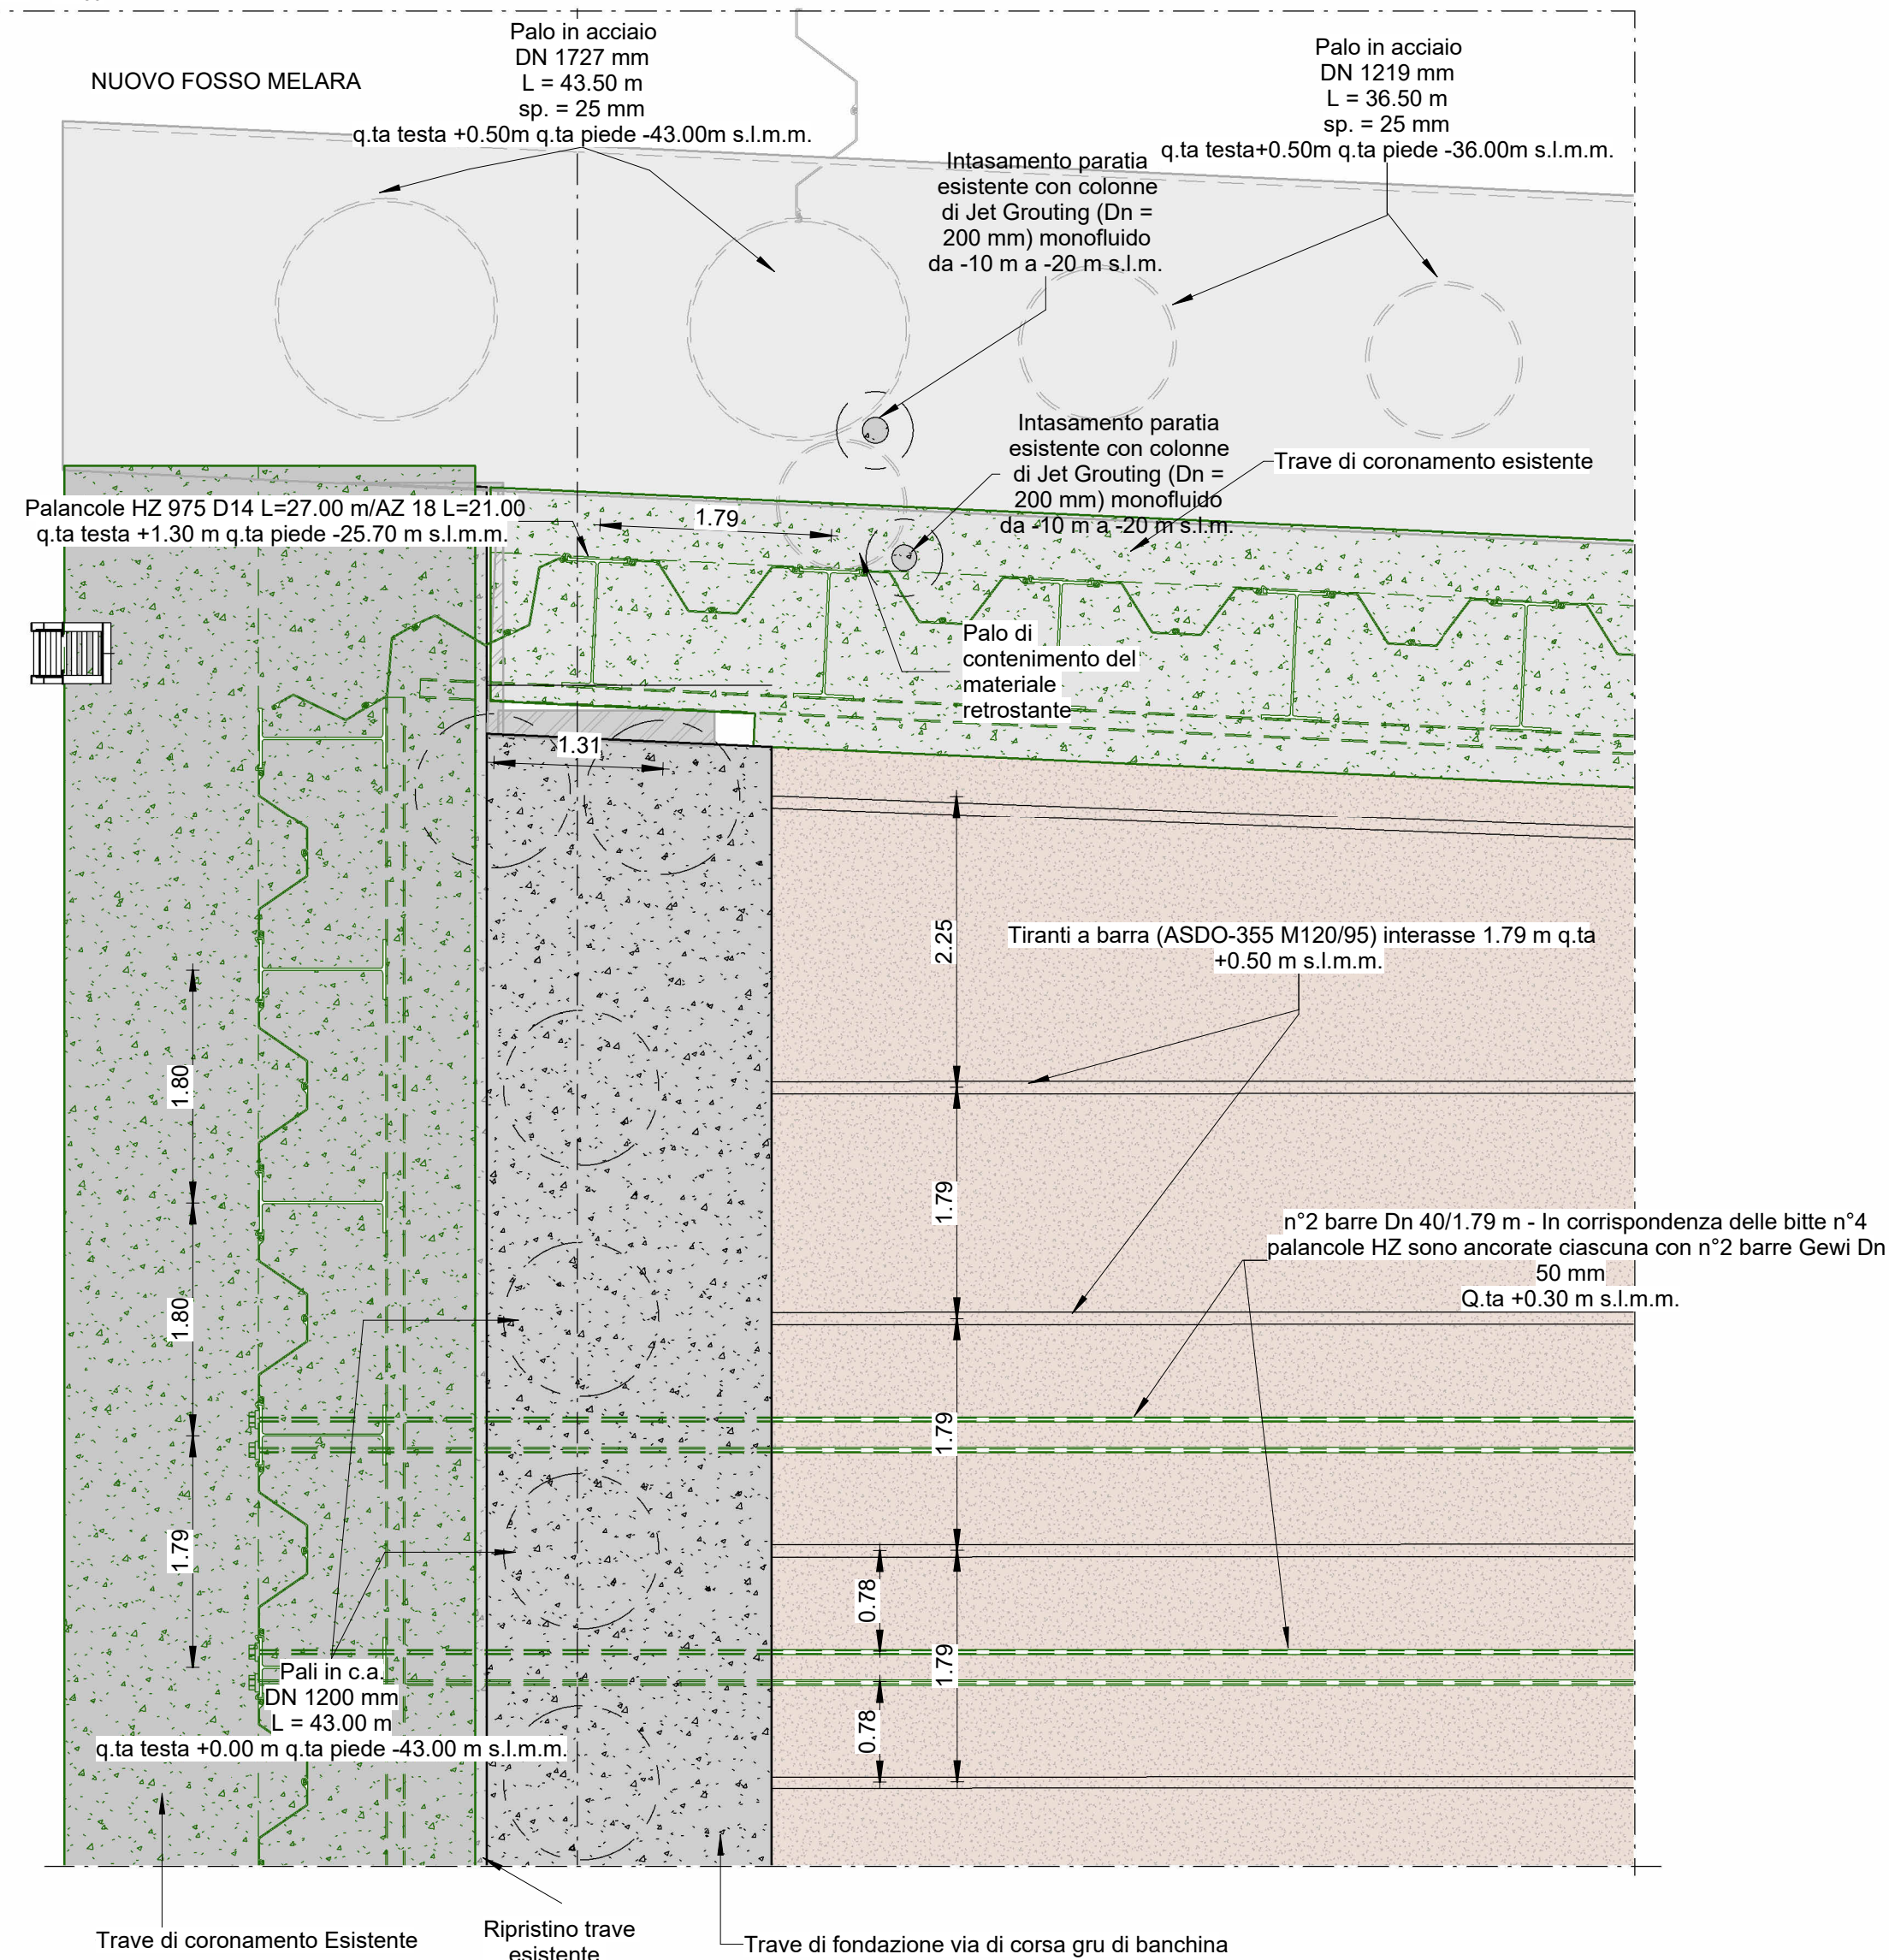 Palo in acciaio
DN 1727 mm
L = 43.50 m
sp. = 25 mm
q.ta testa +0.50m q.ta piede -43.00m s.l.m.m.
Palo in acciaio
DN 1219 mm
L = 36.50 m
sp. = 25 mm
q.ta testa+0.50m q.ta piede -36.00m s.l.m.m.
NUOVO FOSSO MELARA
Intasamento paratia
esistente con colonne
di Jet Grouting (Dn =
200 mm) monofluido
da -10 m a -20 m s.l.m.
Intasamento paratia
esistente con colonne
di Jet Grouting (Dn =
200 mm) monofluido
da -10 m a -20 m s.l.m.
Trave di coronamento esistente
Palancole HZ 975 D14 L=27.00 m/AZ 18 L=21.00
q.ta testa +1.30 m q.ta piede -25.70 m s.l.m.m.
1.79
Palo di
contenimento del
materiale
retrostante
1.31
2.25
Tiranti a barra (ASDO-355 M120/95) interasse 1.79 m q.ta
+0.50 m s.l.m.m.
1.80
1.79
n°2 barre Dn 40/1.79 m - In corrispondenza delle bitte n°4
palancole HZ sono ancorate ciascuna con n°2 barre Gewi Dn
50 mm
Q.ta +0.30 m s.l.m.m.
1.80
1.79
1.79
0.78
1.79
0.78
Pali in c.a.
DN 1200 mm
L = 43.00 m
q.ta testa +0.00 m q.ta piede -43.00 m s.l.m.m.
Trave di coronamento Esistente
Ripristino trave
esistente
Trave di fondazione via di corsa gru di banchina